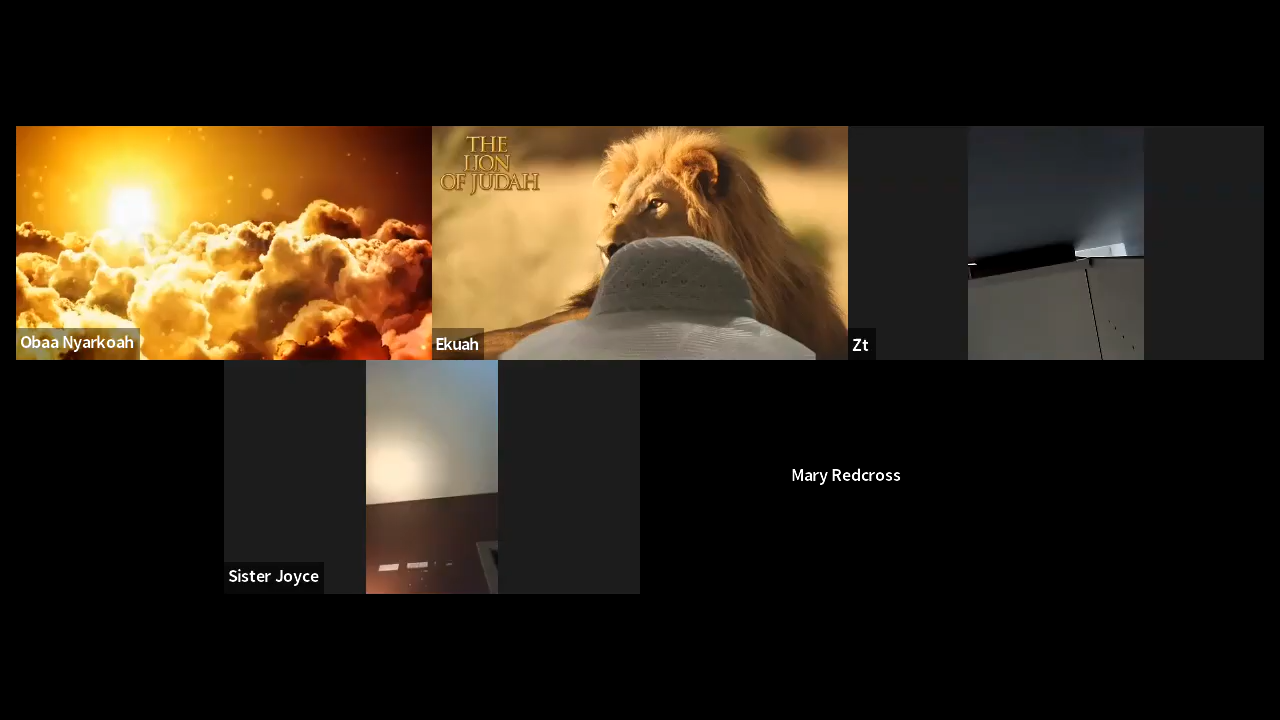 THE
LION
OF JUDAH
Obaa Nyarkoah
Ekuah
Zt
Mary Redcross
Sister Joyce